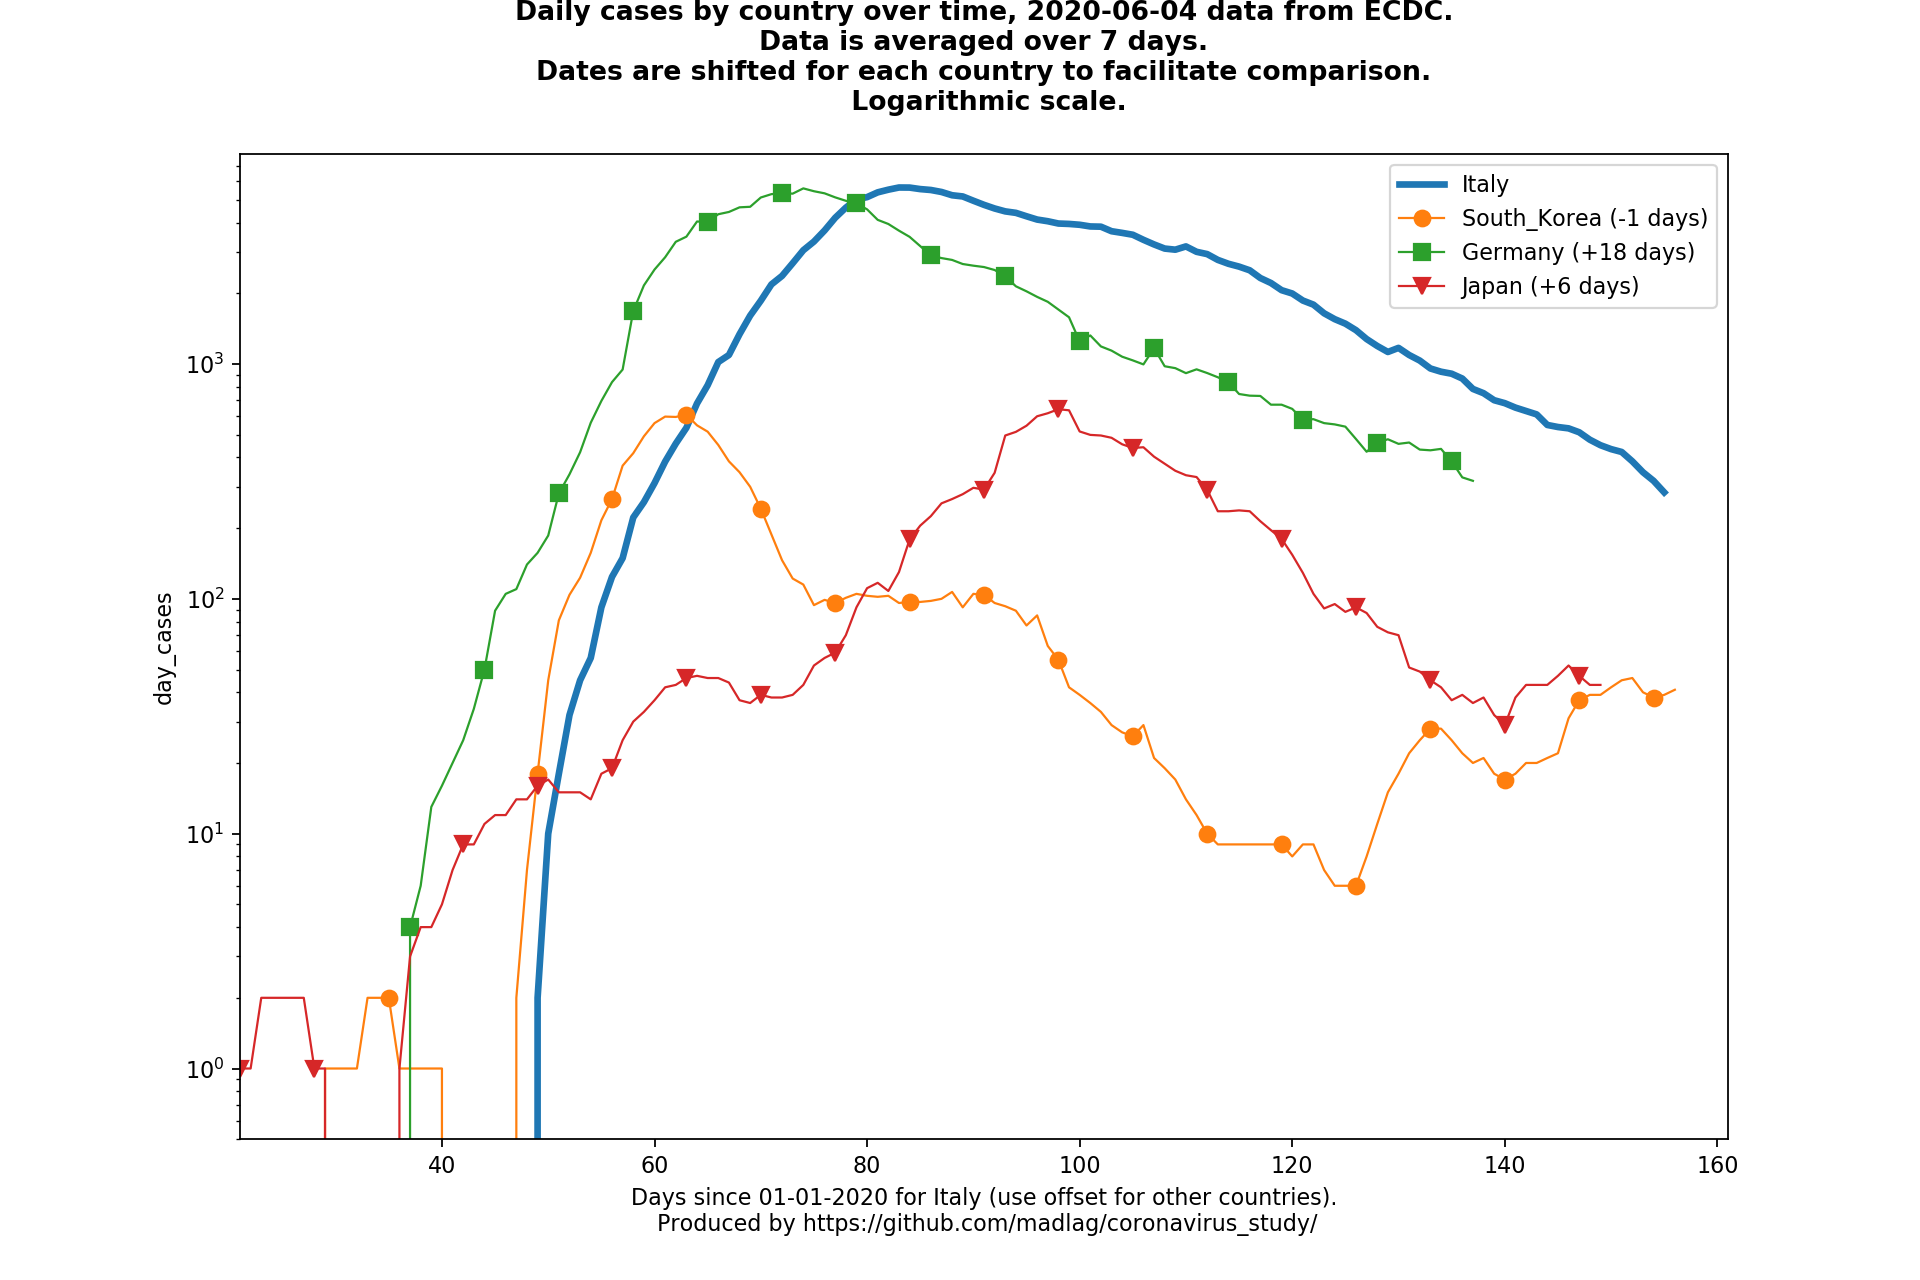 Daily cases by country over time, 2020-06-04 data from ECDC.
Data is averaged over 7 days.
Dates are shifted for each country to facilitate comparison.
Logarithmic scale.
Italy
South_Korea (-1 days)
Germany (+18 days)
Japan (+6 days)
day_cases
10³
10²
10¹
10⁰
40 60 80 100 120 140 160
Days since 01-01-2020 for Italy (use offset for other countries).
Produced by https://github.com/madlag/coronavirus_study/